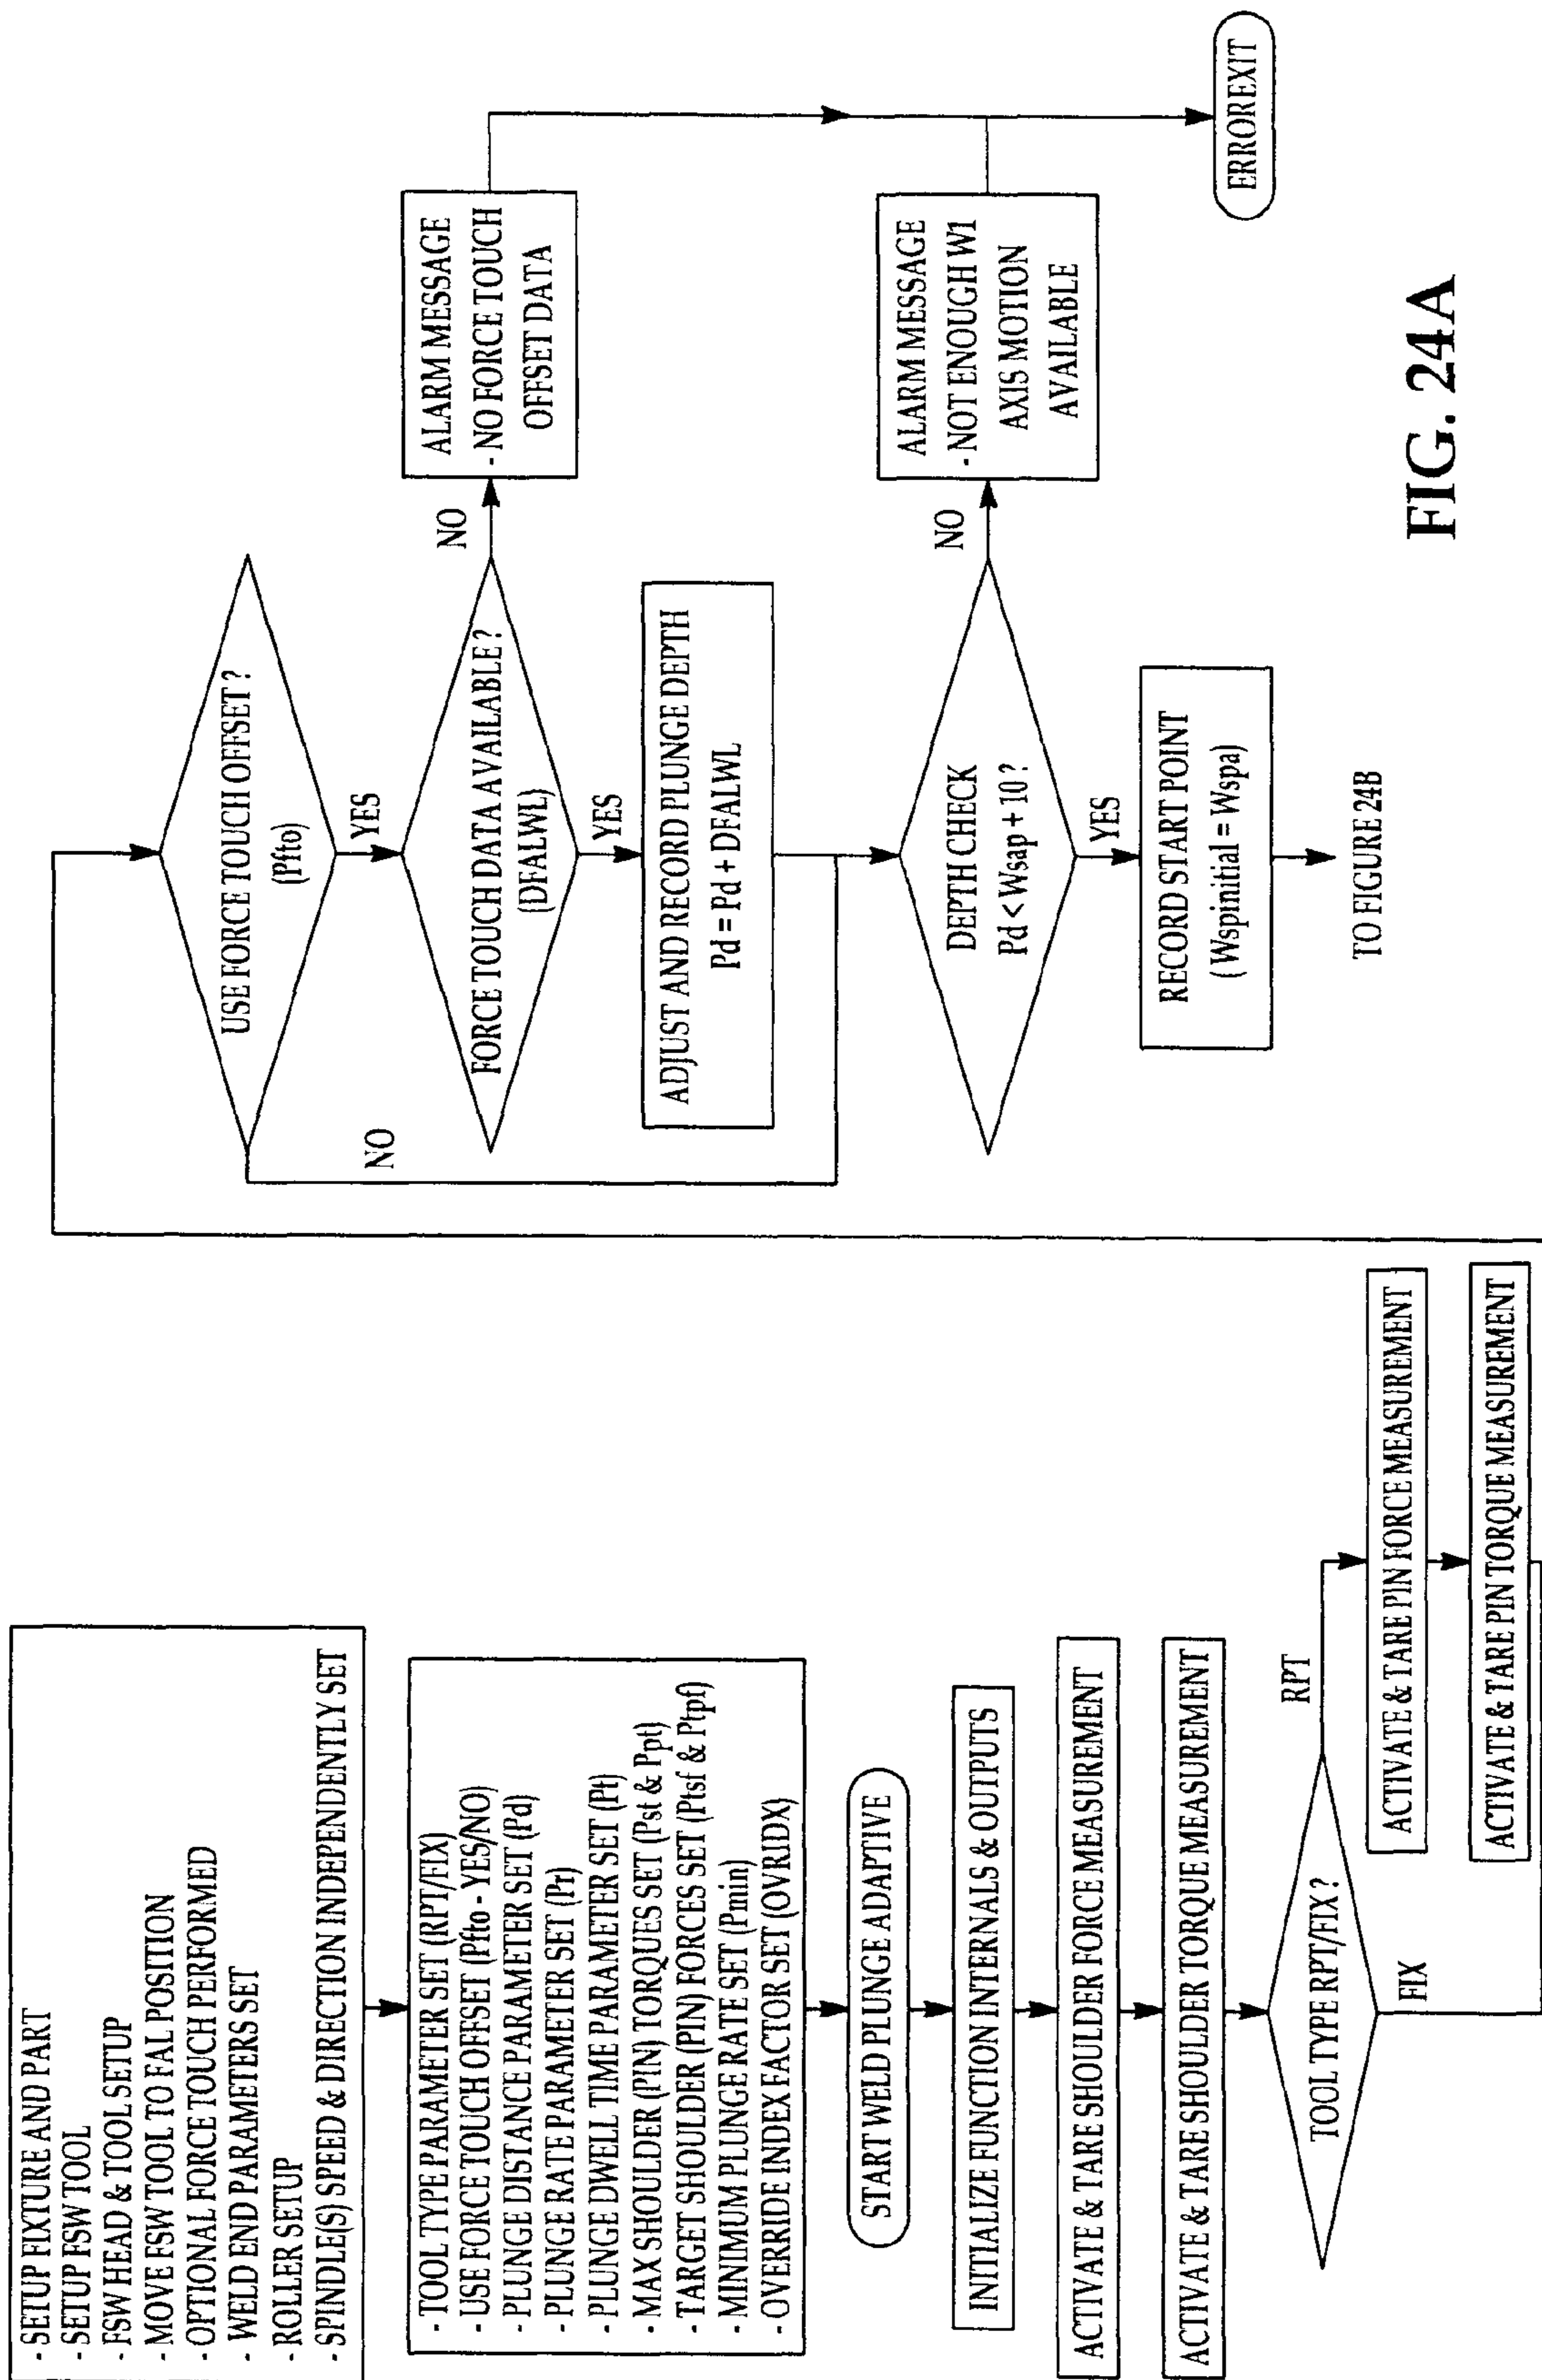 - SETUP FIXTURE AND PART
- SETUP FSW TOOL
- FSW HEAD & TOOL SETUP
- MOVE FSW TOOL TO FAL POSITION
- OPTIONAL FORCE TOUCH PERFORMED
- WELD END PARAMETERS SET
- ROLLER SETUP
- SPINDLE(S) SPEED & DIRECTION INDEPENDENTLY SET
- TOOL TYPE PARAMETER SET (RPT/FIX)
- USE FORCE TOUCH OFFSET (Pfto - YES/NO)
- PLUNGE DISTANCE PARAMETER SET (Pd)
- PLUNGE RATE PARAMETER SET (Pr)
- PLUNGE DWELL TIME PARAMETER SET (Pt)
- MAX SHOULDER (PIN) TORQUES SET (Pst & Ppt)
- TARGET SHOULDER (PIN) FORCES SET (Ptsf & Ptpf)
- MINIMUM PLUNGE RATE SET (Pmin)
- OVERRIDE INDEX FACTOR SET (OVRIDX)
START WELD PLUNGE ADAPTIVE
INITIALIZE FUNCTION INTERNALS & OUTPUTS
ACTIVATE & TARE SHOULDER FORCE MEASUREMENT
ACTIVATE & TARE SHOULDER TORQUE MEASUREMENT
TOOL TYPE RPT/FIX?
RPT
FIX
ACTIVATE & TARE PIN FORCE MEASUREMENT
ACTIVATE & TARE PIN TORQUE MEASUREMENT
USE FORCE TOUCH OFFSET?
(Pfto)
NO
YES
FORCE TOUCH DATA AVAILABLE?
(DFALWL)
NO
ALARM MESSAGE
- NO FORCE TOUCH
OFFSET DATA
YES
ADJUST AND RECORD PLUNGE DEPTH
Pd = Pd + DFALWL
DEPTH CHECK
Pd < Wsap + 10?
NO
ALARM MESSAGE
- NOT ENOUGH W1
AXIS MOTION
AVAILABLE
ERROREXIT
YES
RECORD START POINT
(Wspinitial = Wspa)
TO FIGURE 24B
FIG. 24A